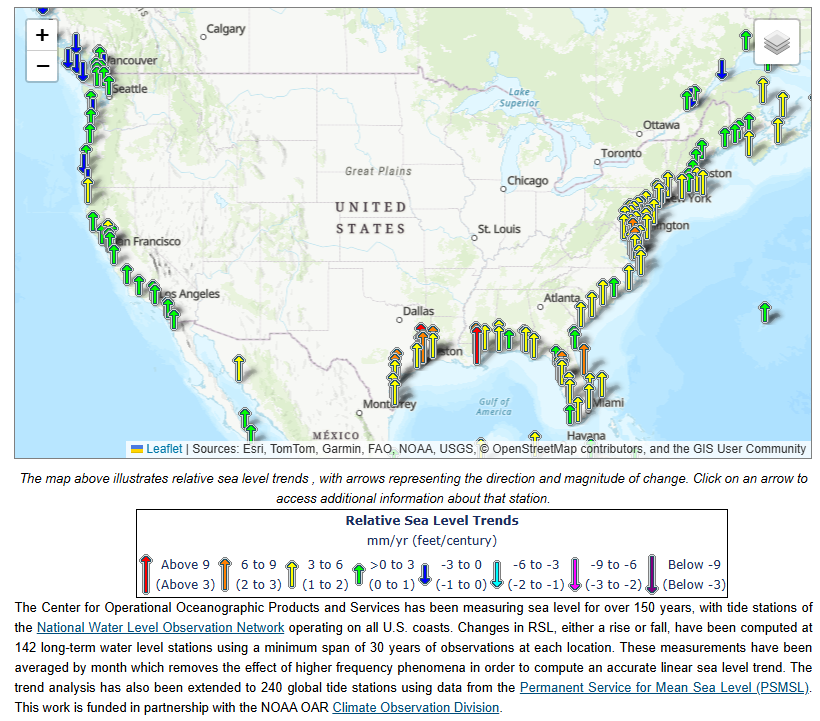 +
−
Calgary
Vancouver
Seattle
Lake
Superior
Ottawa
Toronto
Great Plains
Chicago
ston
York
UNITED
STATES
St. Louis
ngton
n Francisco
os Angeles
Atlanta
Dallas
ston
Monterrey
Gulf of
America
Miami
MÉXICO
Havana
Leaflet | Sources: Esri, TomTom, Garmin, FAO, NOAA, USGS, © OpenStreetMap contributors, and the GIS User Community
The map above illustrates relative sea level trends , with arrows representing the direction and magnitude of change. Click on an arrow to
access additional information about that station.
Relative Sea Level Trends
mm/yr (feet/century)
Above 9 6 to 9 3 to 6 >0 to 3 -3 to 0 -6 to -3 -9 to -6 Below -9
(Above 3) (2 to 3) (1 to 2) (0 to 1) (-1 to 0) (-2 to -1) (-3 to -2) (Below -3)
The Center for Operational Oceanographic Products and Services has been measuring sea level for over 150 years, with tide stations of
the National Water Level Observation Network operating on all U.S. coasts. Changes in RSL, either a rise or fall, have been computed at
142 long-term water level stations using a minimum span of 30 years of observations at each location. These measurements have been
averaged by month which removes the effect of higher frequency phenomena in order to compute an accurate linear sea level trend. The
trend analysis has also been extended to 240 global tide stations using data from the Permanent Service for Mean Sea Level (PSMSL).
This work is funded in partnership with the NOAA OAR Climate Observation Division.